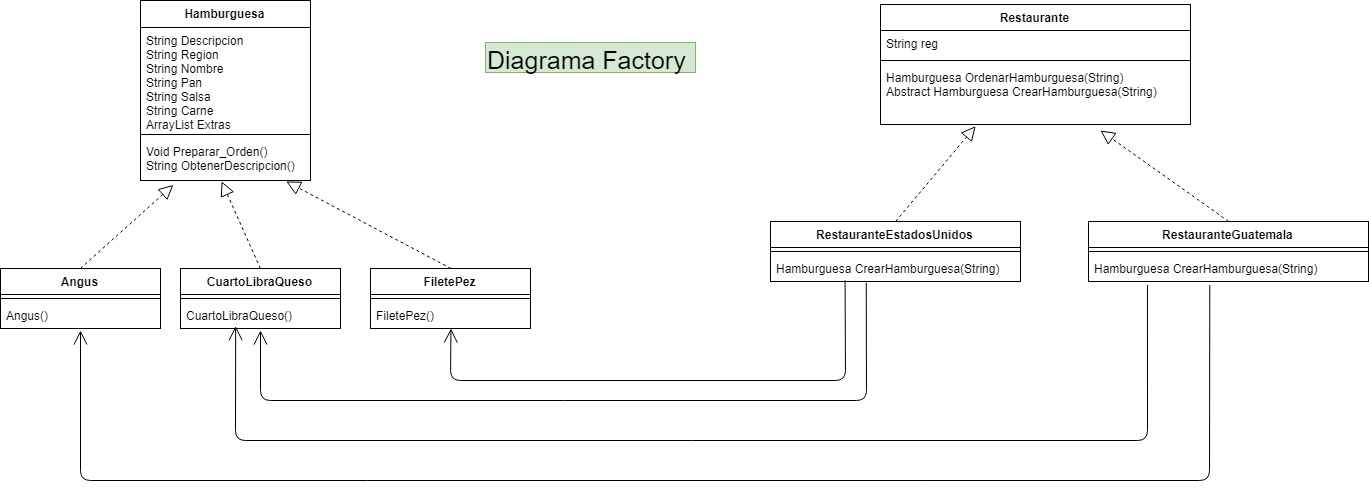 Hamburguesa
String Descripcion
String Region
String Nombre
String Pan
String Salsa
String Carne
ArrayList Extras
Void Preparar_Orden()
String ObtenerDescripcion()
Diagrama Factory
Restaurante
String reg
Hamburguesa OrdenarHamburguesa(String)
Abstract Hamburguesa CrearHamburguesa(String)
Angus
Angus()
CuartoLibraQueso
CuartoLibraQueso()
FiletePez
FiletePez()
RestauranteEstadosUnidos
Hamburguesa CrearHamburguesa(String)
RestauranteGuatemala
Hamburguesa CrearHamburguesa(String)